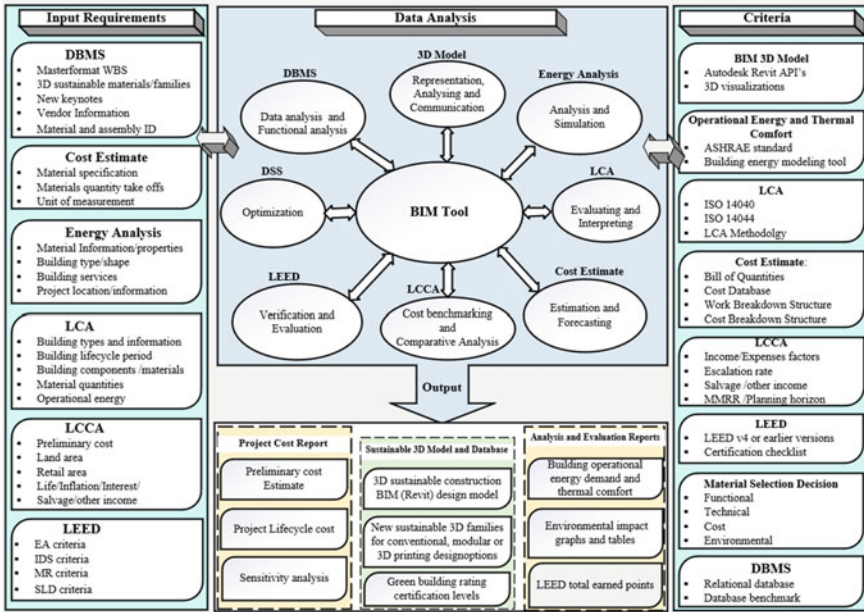 Input Requirements
DBMS
Masterformat WBS
3D sustainable materials/families
New keynotes
Vendor Information
Material and assembly ID
Cost Estimate
Material specification
Materials quantity take offs
Unit of measurement
Energy Analysis
Material Information/properties
Building type/shape
Building services
Project location/information
LCA
Building types and information
Building lifecycle period
Building components /materials
Material quantities
Operational energy
LCCA
Preliminary cost
Land area
Retail area
Life/Inflation/Interest/
Salvage/other income
LEED
EA criteria
IDS criteria
MR criteria
SLD criteria
Data Analysis
3D Model
Representation,
Analysing and
Communication
DBMS
Data analysis and
Functional analysis
Energy Analysis
Analysis and
Simulation
DSS
Optimization
BIM Tool
LCA
Evaluating and
Interpreting
LEED
Verification and
Evaluation
LCCA
Cost benchmarking
and
Comparative Analysis
Cost Estimate
Estimation and
Forecasting
Output
Project Cost Report
Preliminary cost
Estimate
Project Lifecycle cost
Sensitivity analysis
Sustainable 3D Model and Database
3D sustainable construction
BIM (Revit) design model
New sustainable 3D families
for conventional, modular or
3D printing designoptions
Green building rating
certification levels
Analysis and Evaluation Reports
Building operational
energy demand and
thermal comfort
Environmental impact
graphs and tables
LEED total earned points
Criteria
BIM 3D Model
Autodesk Revit API's
3D visualizations
Operational Energy and Thermal
Comfort
ASHRAE standard
Building energy modeling tool
LCA
ISO 14040
ISO 14044
LCA Methodolgy
Cost Estimate:
Bill of Quantities
Cost Database
Work Breakdown Structure
Cost Breakdown Structure
LCCA
Income/Expenses factors
Escalation rate
Salvage /other income
MMRR /Planning horizon
LEED
LEED v4 or earlier versions
Certification checklist
Material Selection Decision
Functional
Technical
Cost
Environmental
DBMS
Relational database
Database benchmark